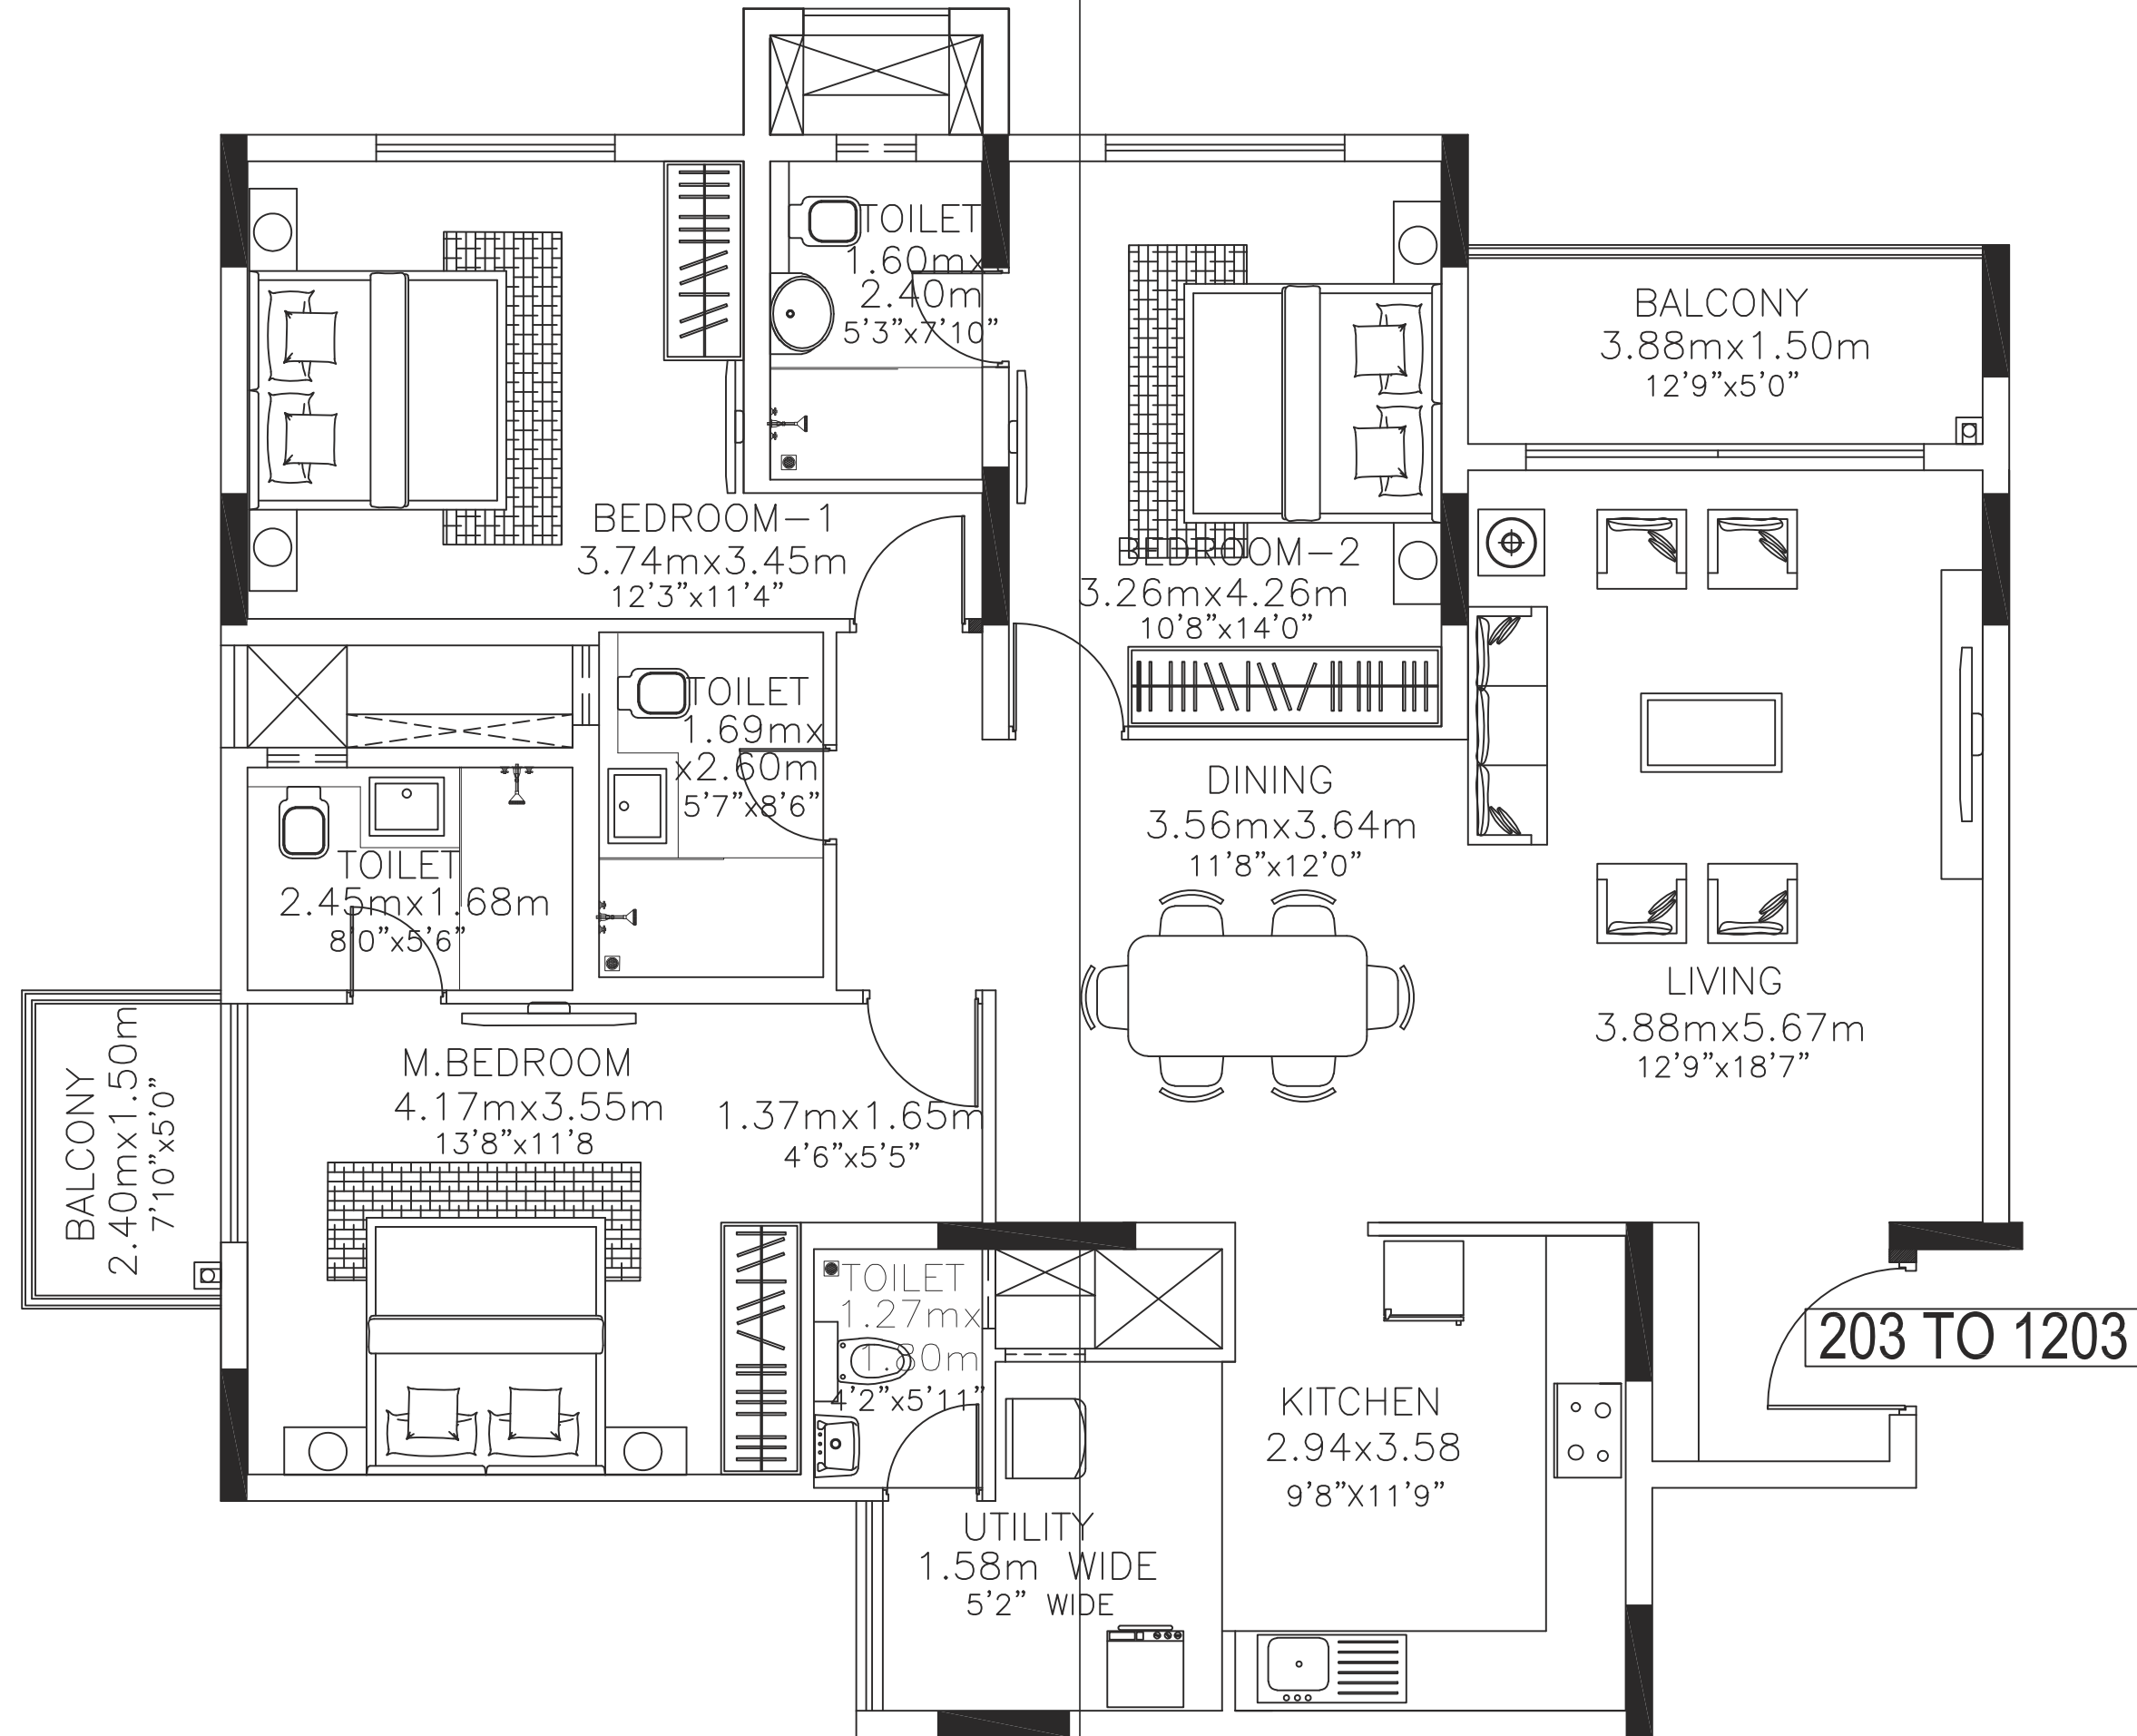 TOILET
1.60mx
2.40m
5'3"x7'10"
BALCONY
3.88mx1.50m
12'9"x5'0"
BEDROOM-1
3.74mx3.45m
12'3"x11'4"
BEDROOM-2
3.26mx4.26m
10'8"x14'0"
TOILET
1.69mx
x2.60m
5'7"x8'6"
DINING
3.56mx3.64m
11'8"x12'0"
TOILET
2.45mx1.68m
8'0"x5'6"
LIVING
3.88mx5.67m
12'9"x18'7"
BALCONY
2.40mx1.50m
7'10"x5'0"
M.BEDROOM
4.17mx3.55m
13'8"x11'8
1.37mx1.65m
4'6"x5'5"
TOILET
1.27mx
1.80m
4'2"x5'11"
203 TO 1203
KITCHEN
2.94x3.58
9'8"X11'9"
UTILITY
1.58m WIDE
5'2" WIDE